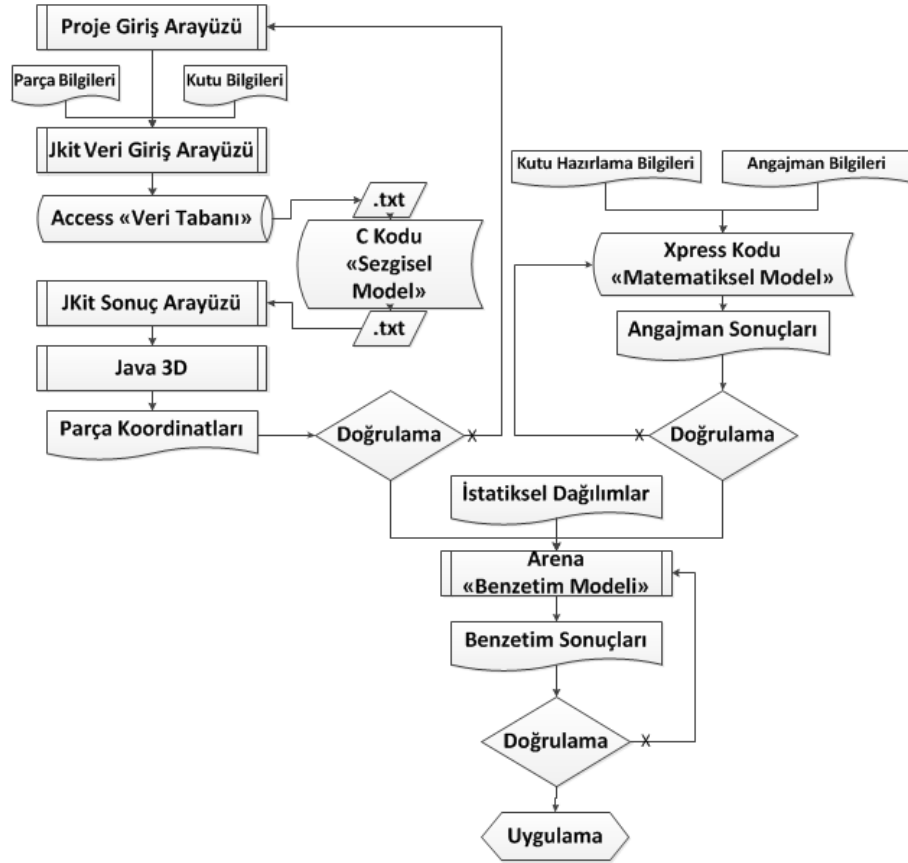 Proje Giriş Arayüzü
Parça Bilgileri
Kutu Bilgileri
Jkit Veri Giriş Arayüzü
Access «Veri Tabanı»
.txt
C Kodu
«Sezgisel
Model»
.txt
JKit Sonuç Arayüzü
Java 3D
Parça Koordinatları
Doğrulama
X
Kutu Hazırlama Bilgileri
Angajman Bilgileri
Xpress Kodu
«Matematiksel Model»
Angajman Sonuçları
Doğrulama
X
İstatiksel Dağılımlar
Arena
«Benzetim Modeli»
Benzetim Sonuçları
Doğrulama
X
Uygulama